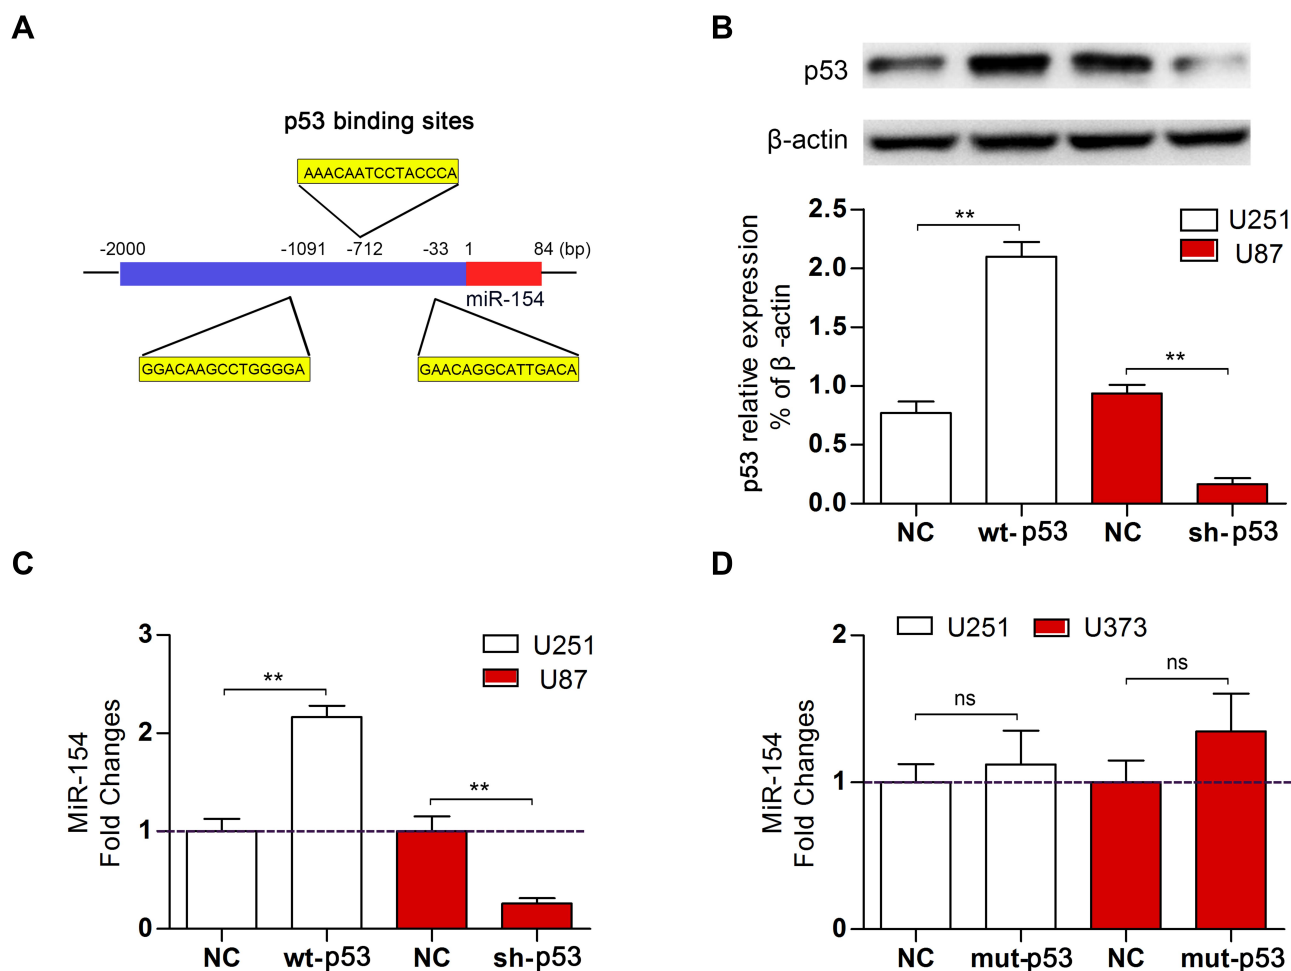 A
p53 binding sites
AAACAATCCTACCCA
-2000 -1091 -712 -33 1 84 (bp)
miR-154
GGACAAGCCTGGGGA GAACAGGCATTGACA
B
p53
β-actin
p53 relative expression
% of β -actin
2.5
2.0
1.5
1.0
0.5
0.0
** **
U251
U87
NC wt-p53 NC sh-p53
C
MiR-154
Fold Changes
3
2
1
0
** **
U251
U87
NC wt-p53 NC sh-p53
D
MiR-154
Fold Changes
2
1
0
U251 U373
ns ns
NC mut-p53 NC mut-p53